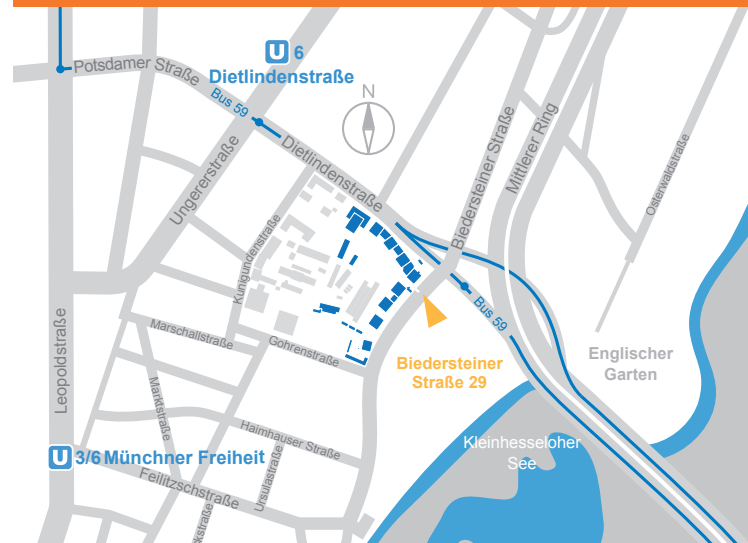 U 6
Dietlindenstraße
Potsdamer Straße
Bus 59
N
Dietlindenstraße
Ungererstraße
Biedersteiner Straße
Mittlerer Ring
Osterwaldstraße
Kunigundenstraße
Leopoldstraße
Marschallstraße
Gohrenstraße
Bus 59
Biedersteiner
Straße 29
Englischer
Garten
Marktstraße
Haimhauser Straße
Kleinhesseloher
See
U 3/6 Münchner Freiheit
Feilitzschstraße
Ursulastraße